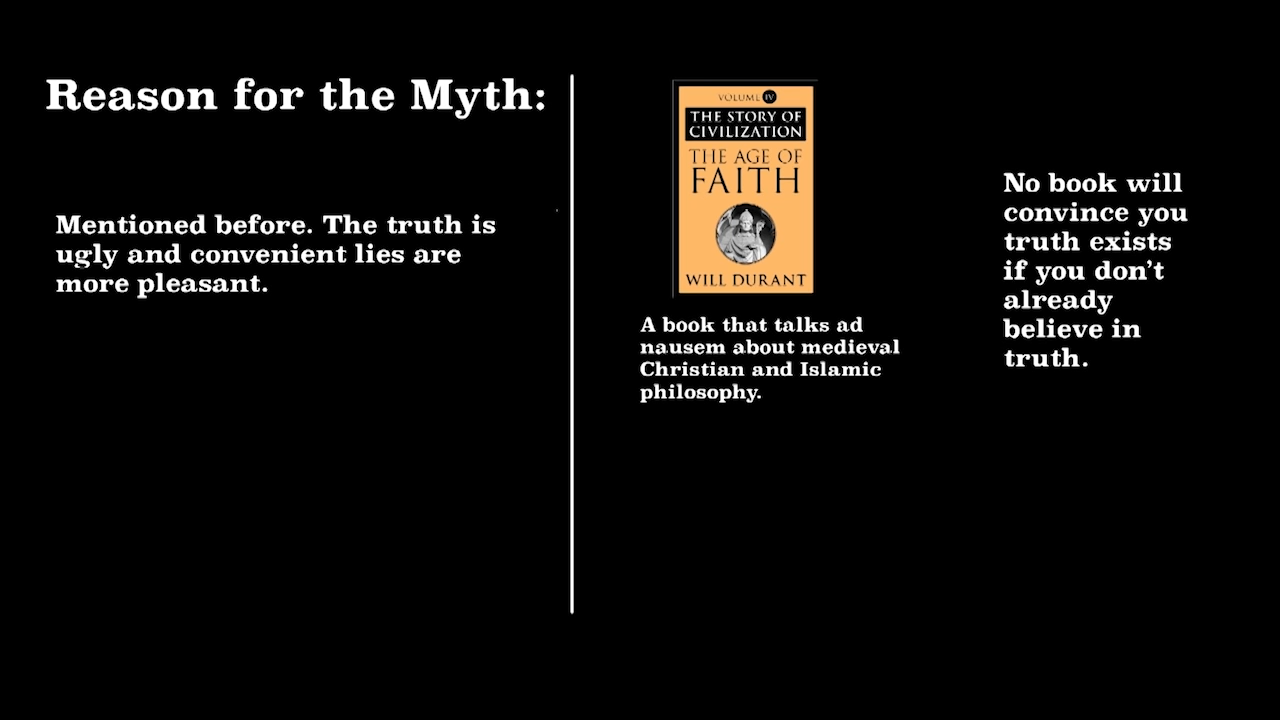 Reason for the Myth:
Mentioned before. The truth is
ugly and convenient lies are
more pleasant.
VOLUME IV
THE STORY OF
CIVILIZATION
THE AGE OF
FAITH
WILL DURANT
A book that talks ad
nausem about medieval
Christian and Islamic
philosophy.
No book will
convince you
truth exists
if you don’t
already
believe in
truth.